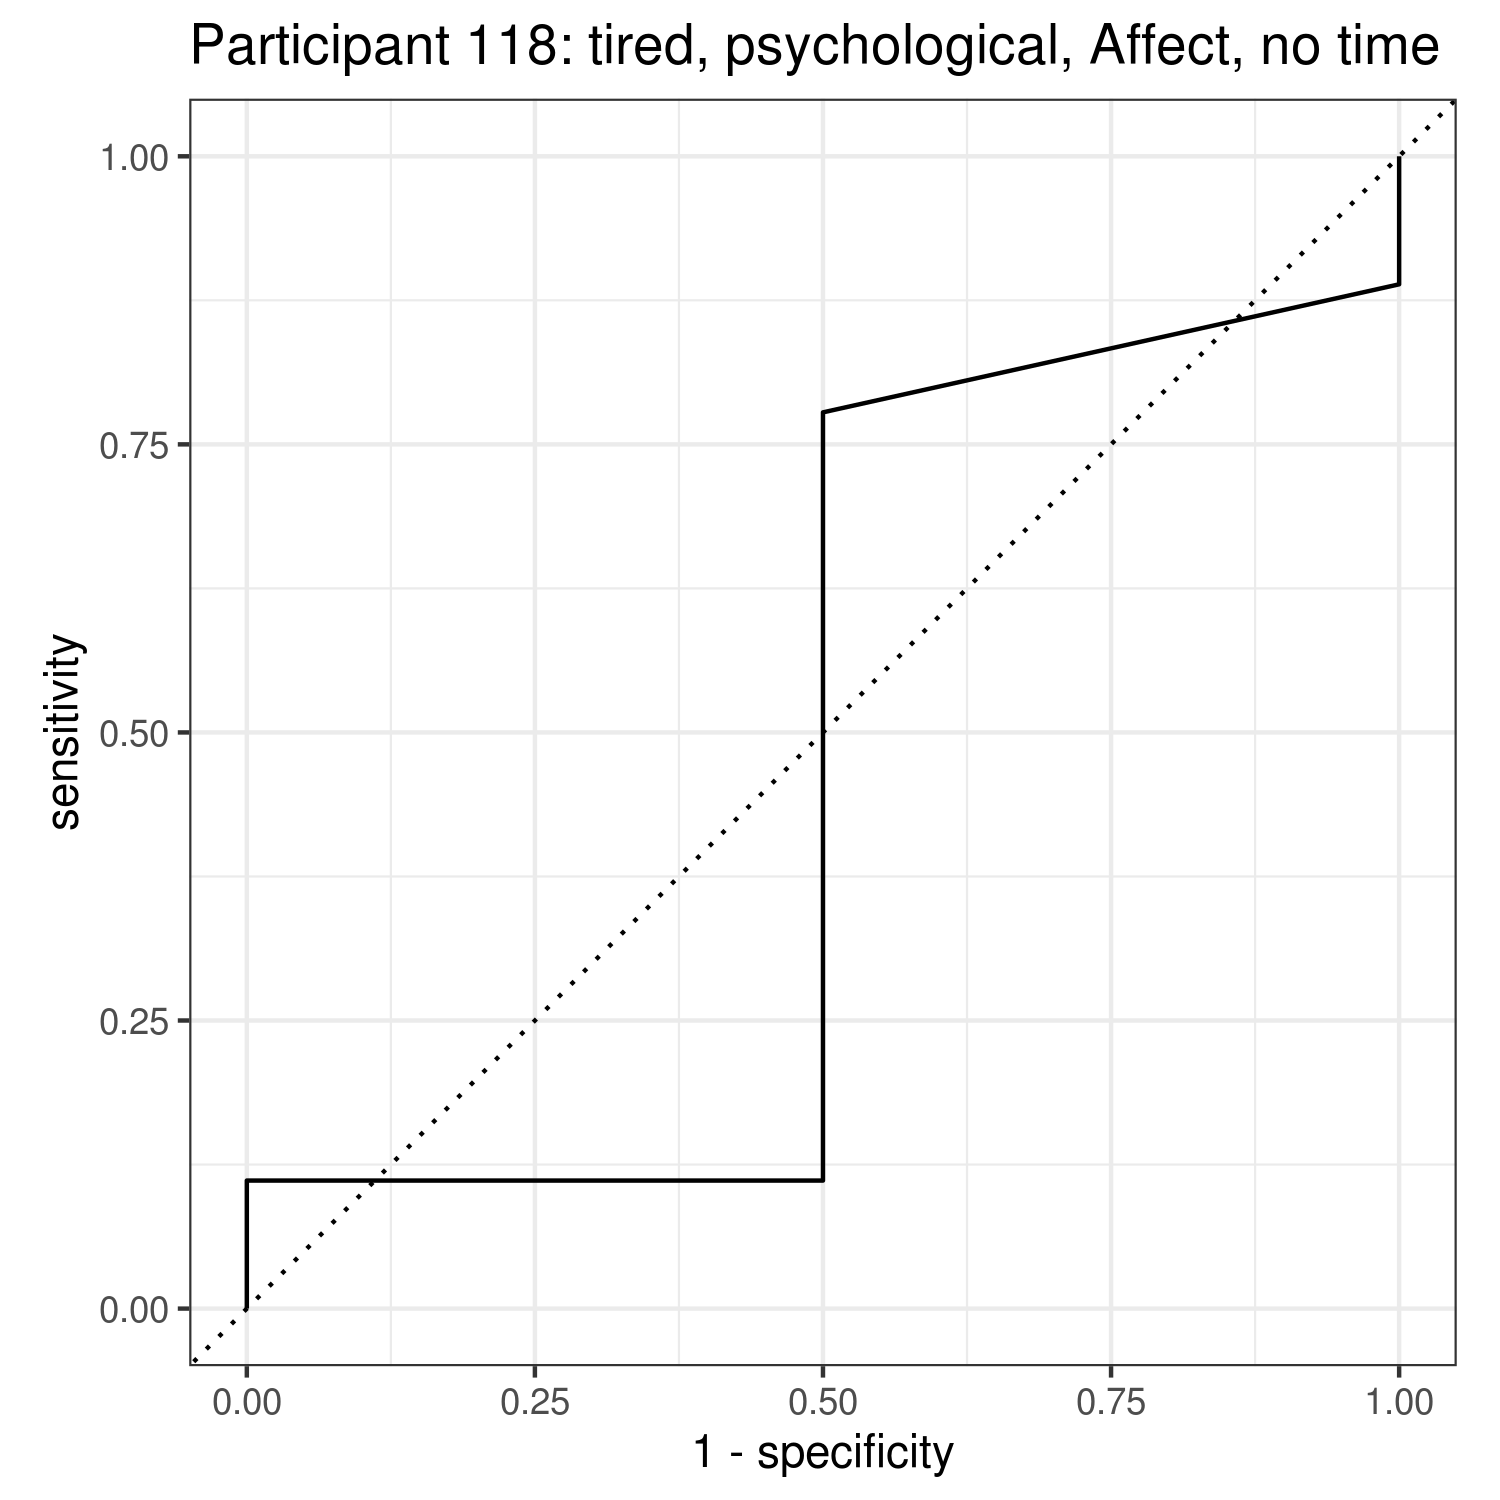 Participant 118: tired, psychological, Affect, no time
1.00
0.75
0.50
0.25
0.00
sensitivity
0.00 0.25 0.50 0.75 1.00
1 - specificity